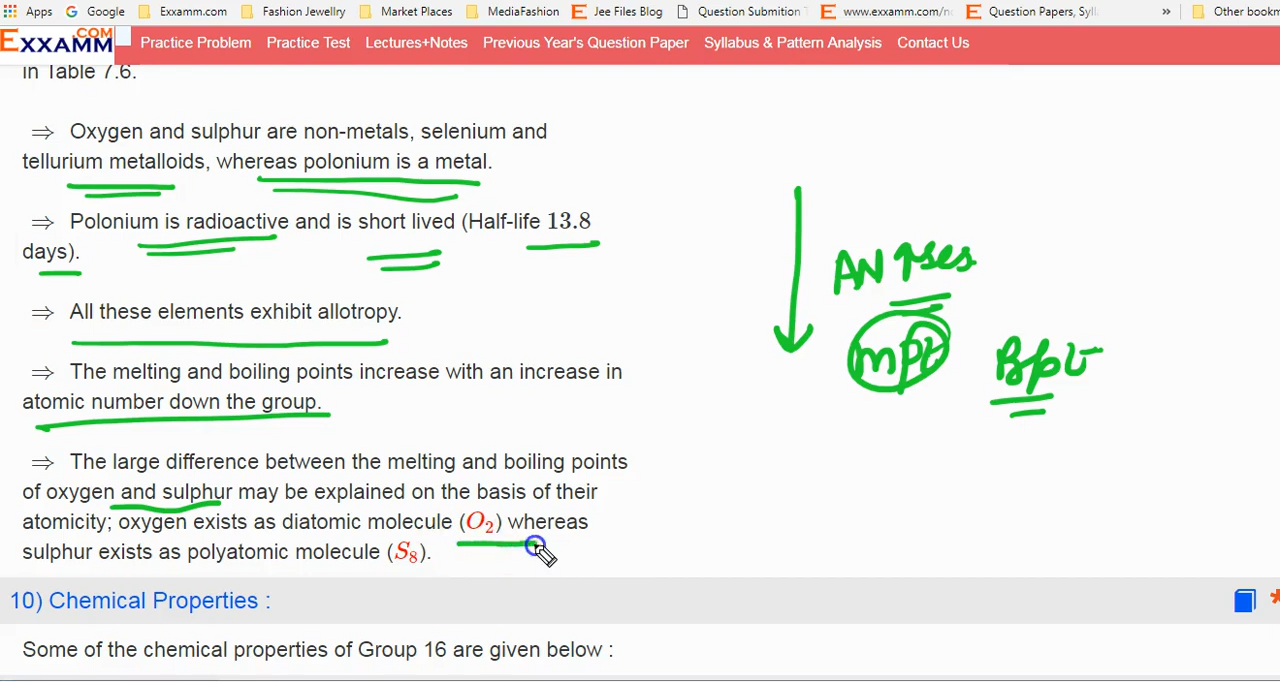 Apps Google Exxamm.com Fashion Jewellry Market Places MediaFashion Jee Files Blog Question Submition www.exxamm.com/n Question Papers, Syll » Other bookm
EXXAMM .COM Practice Problem Practice Test Lectures+Notes Previous Year's Question Paper Syllabus & Pattern Analysis Contact Us
in Table 7.6.
⇒ Oxygen and sulphur are non-metals, selenium and
tellurium metalloids, whereas polonium is a metal.
⇒ Polonium is radioactive and is short lived (Half-life 13.8
days).
⇒ All these elements exhibit allotropy.
⇒ The melting and boiling points increase with an increase in
atomic number down the group.
⇒ The large difference between the melting and boiling points
of oxygen and sulphur may be explained on the basis of their
atomicity; oxygen exists as diatomic molecule (O₂) whereas
sulphur exists as polyatomic molecule (S₈).
AN ↑ses
mpt Bpt
10) Chemical Properties :
Some of the chemical properties of Group 16 are given below :